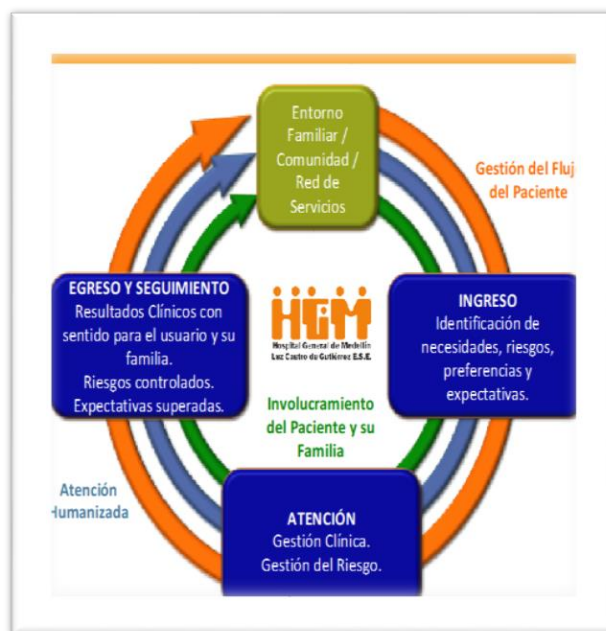 Entorno
Familiar /
Comunidad /
Red de
Servicios
Gestión del Fluj
del Paciente
EGRESO Y SEGUIMIENTO
Resultados Clínicos con
sentido para el usuario y su
familia.
Riesgos controlados.
Expectativas superadas.
HGM
Hospital General de Medellín
Luz Castro de Gutiérrez E.S.E.
INGRESO
Identificación de
necesidades, riesgos,
preferencias y
expectativas.
Involucramiento
del Paciente y su
Familia
Atención
Humanizada
ATENCIÓN
Gestión Clínica.
Gestión del Riesgo.